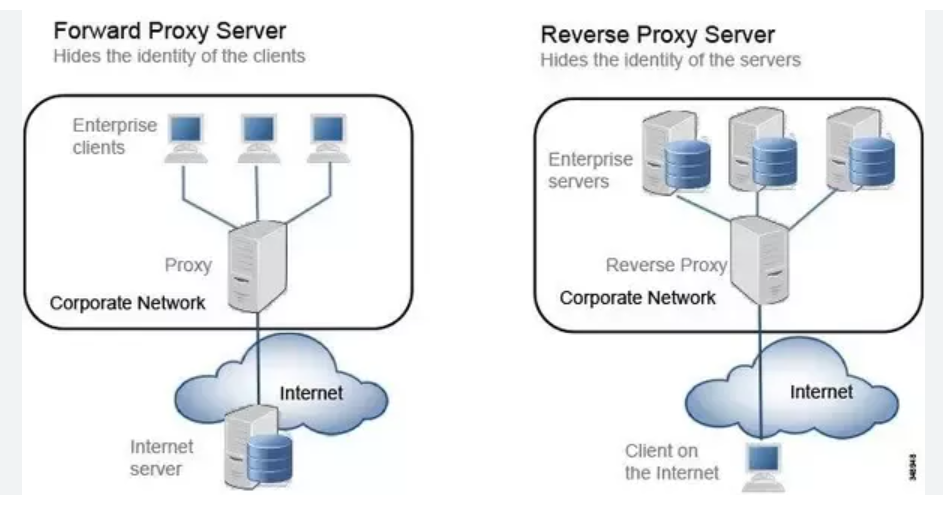 Forward Proxy Server
Hides the identity of the clients
Enterprise
clients
Proxy
Corporate Network
Internet
Internet
server
Reverse Proxy Server
Hides the identity of the servers
Enterprise
servers
Reverse Proxy
Corporate Network
Internet
Client on
the Internet